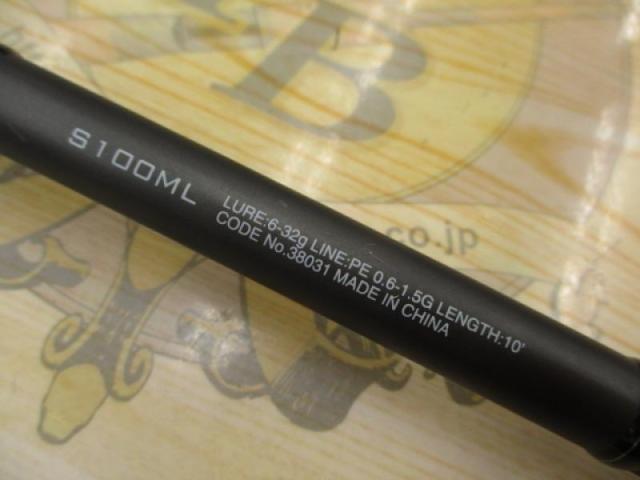 S100ML
LURE:6-32g LINE:PE 0.6-1.5G LENGTH:10'
CODE No.38031 MADE IN CHINA
B
co.jp